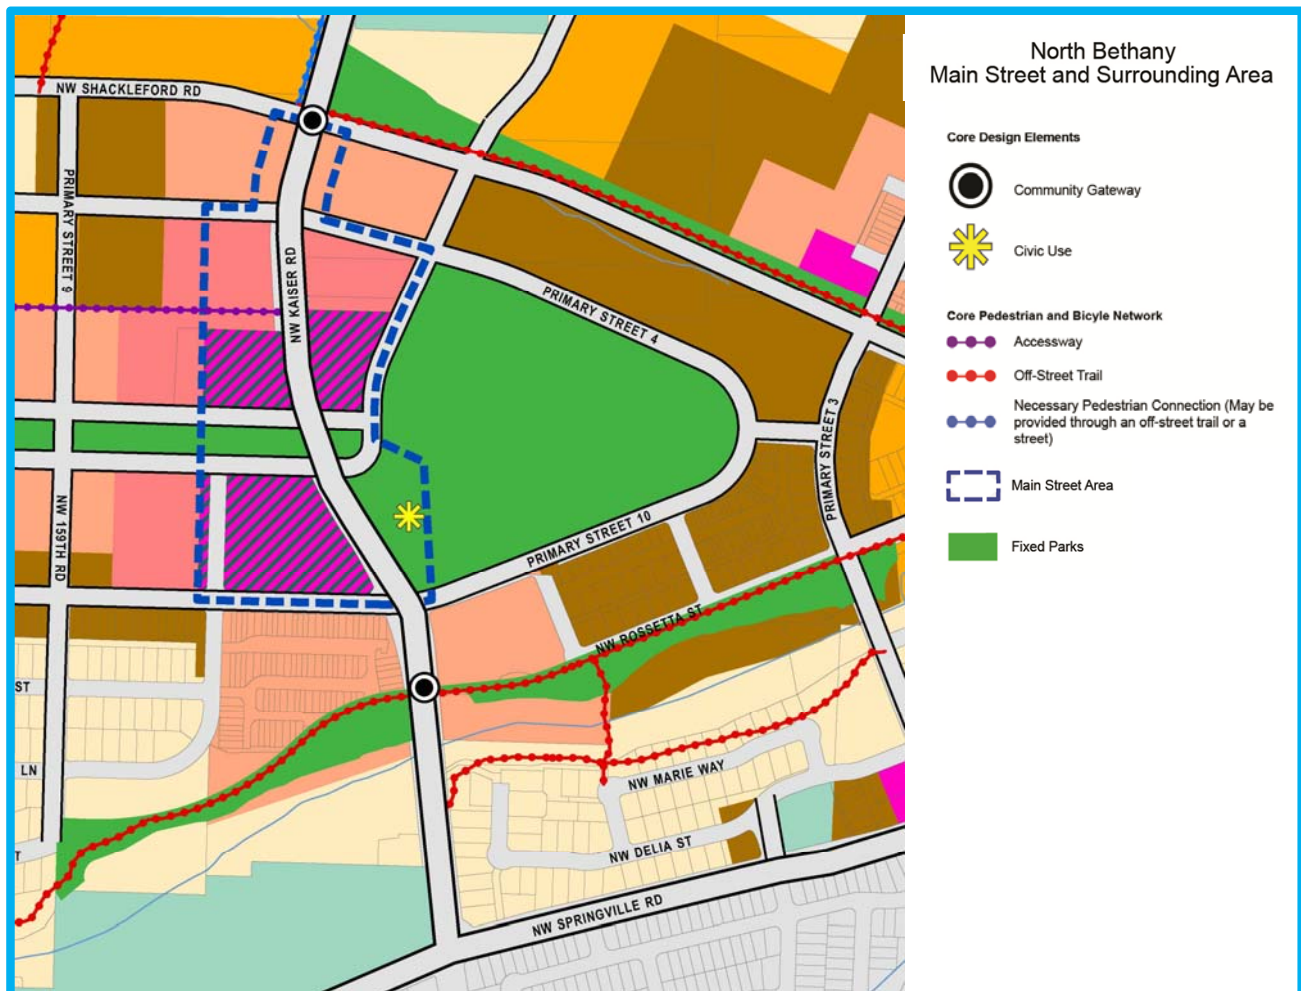 North Bethany
Main Street and Surrounding Area
Core Design Elements
Community Gateway
Civic Use
Core Pedestrian and Bicyle Network
Accessway
Off-Street Trail
Necessary Pedestrian Connection (May be
provided through an off-street trail or a
street)
Main Street Area
Fixed Parks
NW SHACKLEFORD RD
PRIMARY STREET 9
NW KAISER RD
PRIMARY STREET 4
PRIMARY STREET 3
NW 159TH RD
PRIMARY STREET 10
NW ROSSETTA ST
ST
LN
NW MARIE WAY
T
NW DELIA ST
NW SPRINGVILLE RD